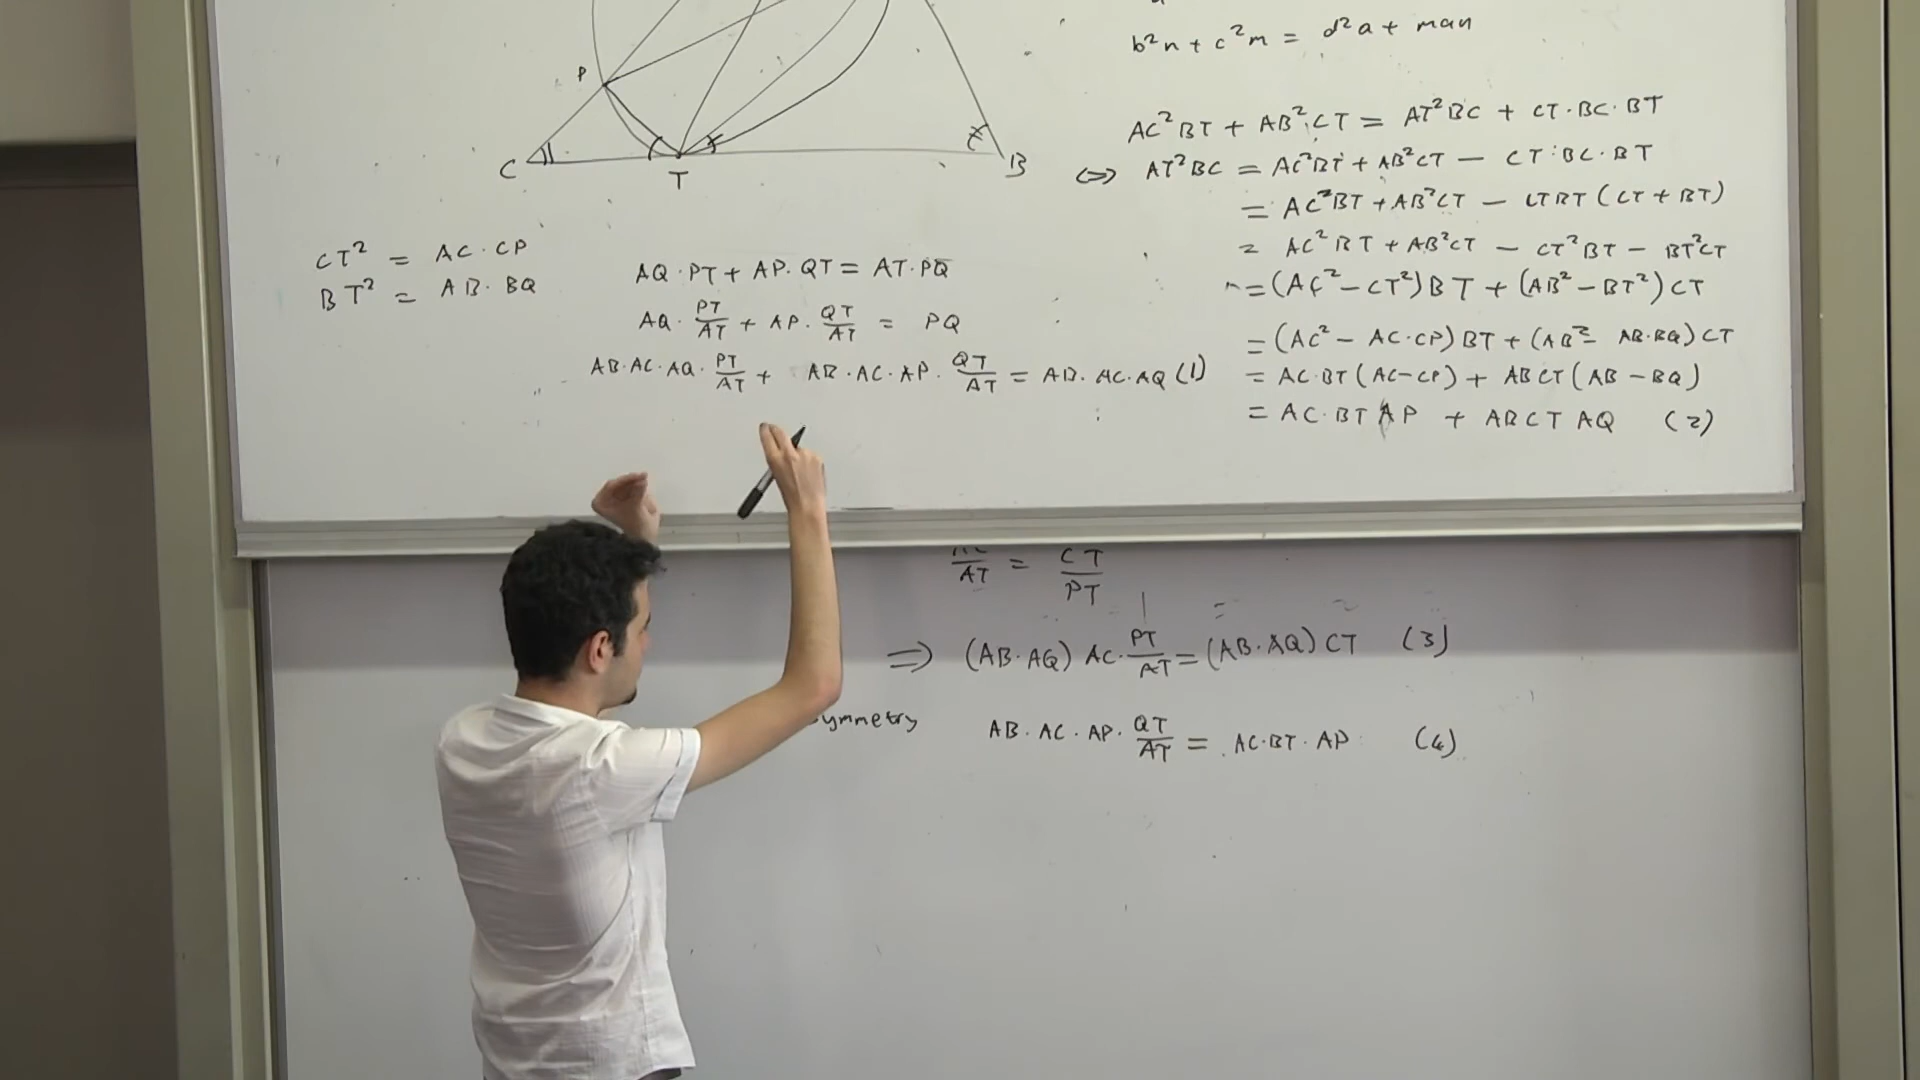 b²n + c²m = d²a + man
P
C
T
B
AC²BT + AB².CT = AT²BC + CT·BC·BT
<=> AT²BC = AC²BT + AB²CT − CT·BC·BT
= AC²BT + AB²CT − CTBT (CT + BT)
= AC²BT + AB²CT − CT²BT − BT²CT
= (AC² − CT²)BT + (AB² − BT²)CT
= (AC² − AC·CP)BT + (AB² − AB·BQ)CT
= AC·BT(AC−CP) + ABCT(AB−BQ)
= AC·BT AP + ABCT AQ (2)
CT² = AC·CP
BT² = AB·BQ
AQ·PT + AP·QT = AT·PQ
AQ·PT/AT + AP·QT/AT = PQ
AB·AC·AQ·PT/AT + AB·AC·AP·QT/AT = AB·AC·AQ (1)
/AT = CT/PT
⇒ (AB·AQ) AC·PT/AT = (AB·AQ)CT (3)
symmetry AB·AC·AP·QT/AT = AC·BT·AP (4)